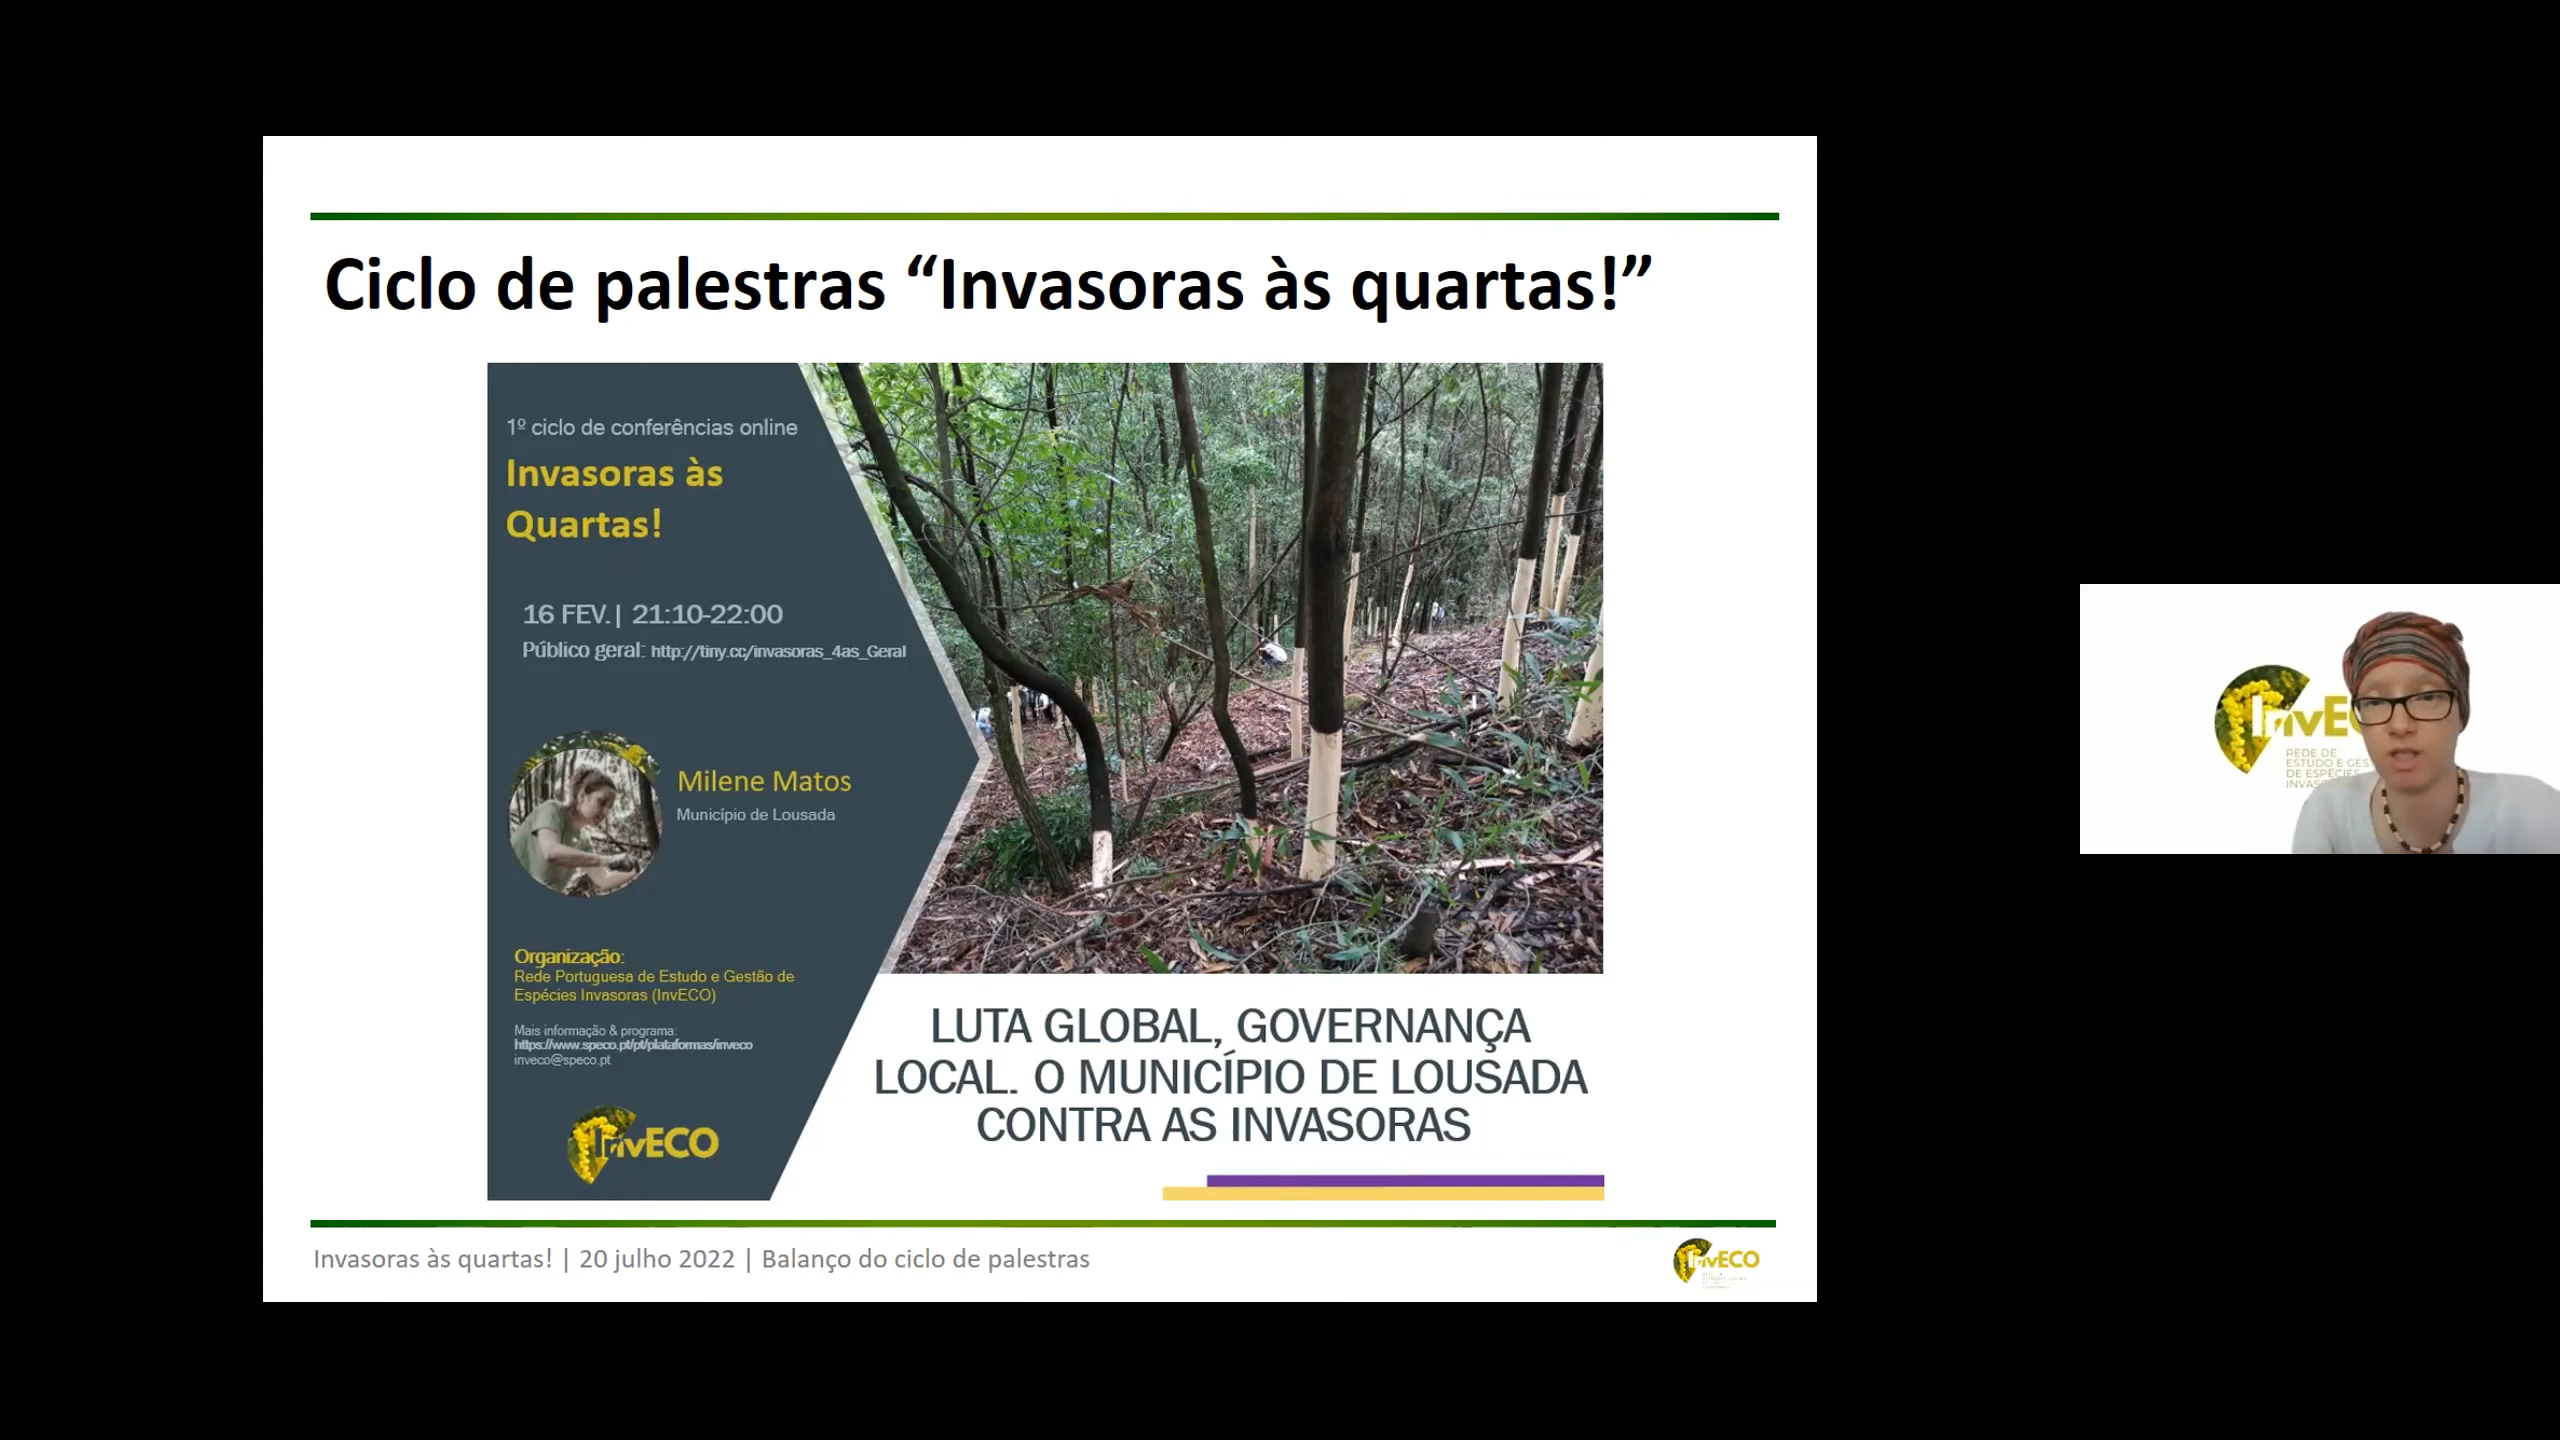 Ciclo de palestras “Invasoras às quartas!”
1º ciclo de conferências online
Invasoras às
Quartas!
16 FEV.| 21:10-22:00
Público geral: http://tiny.cc/invasoras_4as_Geral
Milene Matos
Município de Lousada
Organização:
Rede Portuguesa de Estudo e Gestão de
Espécies Invasoras (InvECO)
Mais informação & programa:
https://www.speco.pt/pt/plataformas/inveco
inveco@speco.pt
InvECO
LUTA GLOBAL, GOVERNANÇA
LOCAL. O MUNICÍPIO DE LOUSADA
CONTRA AS INVASORAS
Invasoras às quartas! | 20 julho 2022 | Balanço do ciclo de palestras
InvECO
InvE
REDE DE
ESTUDO E GES
DE ESPÉCIES
INVAS